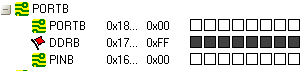 PORTB
PORTB 0x18... 0x00
DDRB 0x17... 0xFF
PINB 0x16... 0x00